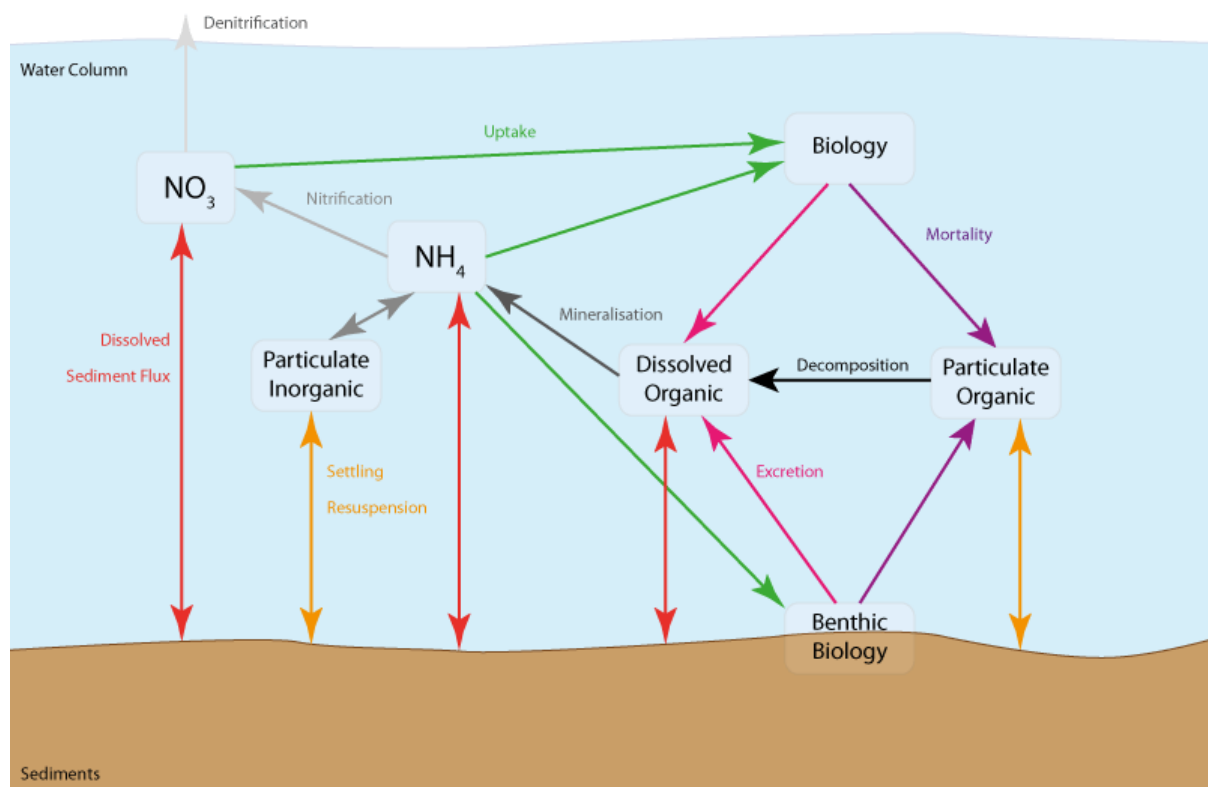 Denitrification
Water Column
Uptake
Biology
NO₃
Nitrification
Mortality
NH₄
Mineralisation
Dissolved
Sediment Flux
Particulate
Inorganic
Dissolved
Organic
Decomposition
Particulate
Organic
Settling
Resuspension
Excretion
Benthic
Biology
Sediments